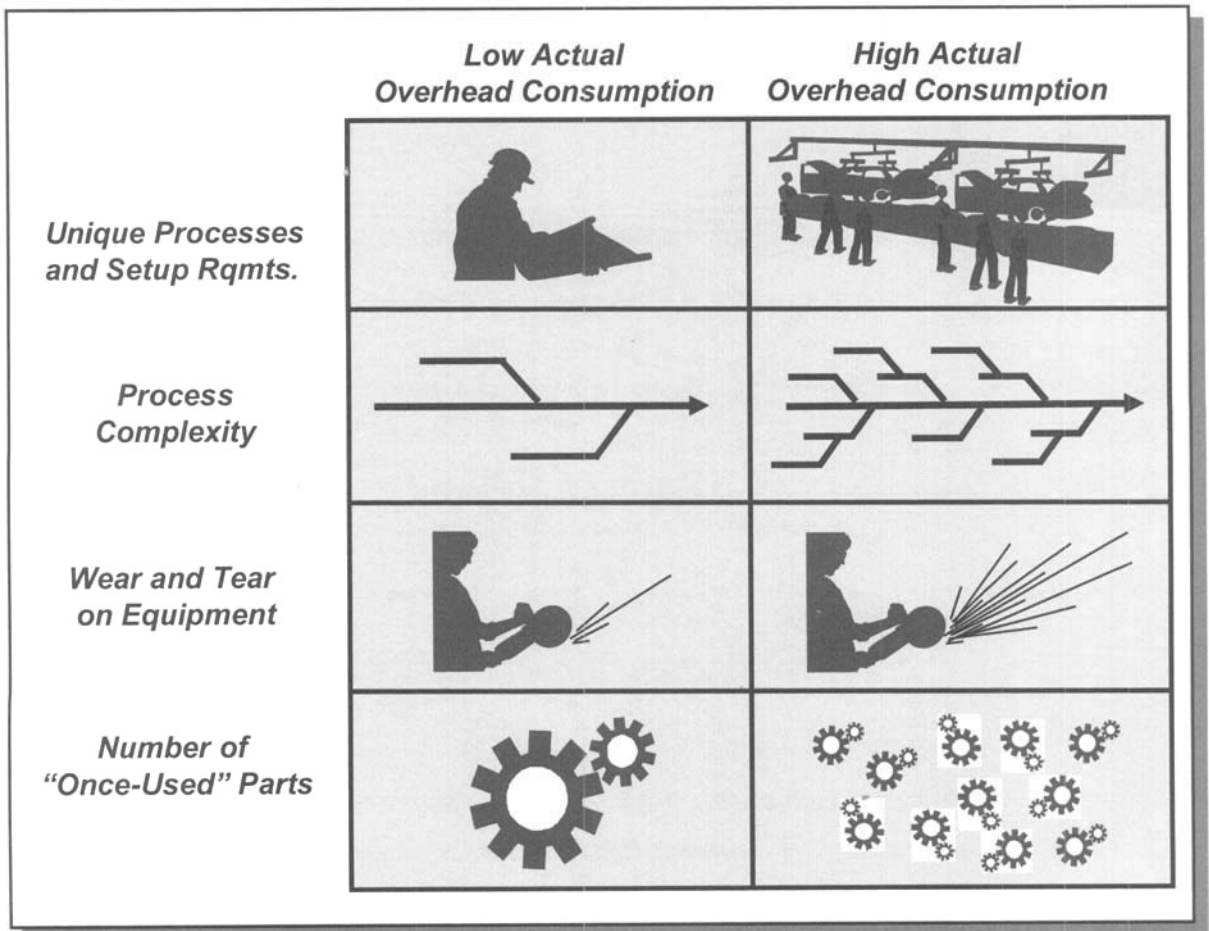 Low Actual
Overhead Consumption
High Actual
Overhead Consumption
Unique Processes
and Setup Rqmts.
Process
Complexity
Wear and Tear
on Equipment
Number of
“Once-Used” Parts